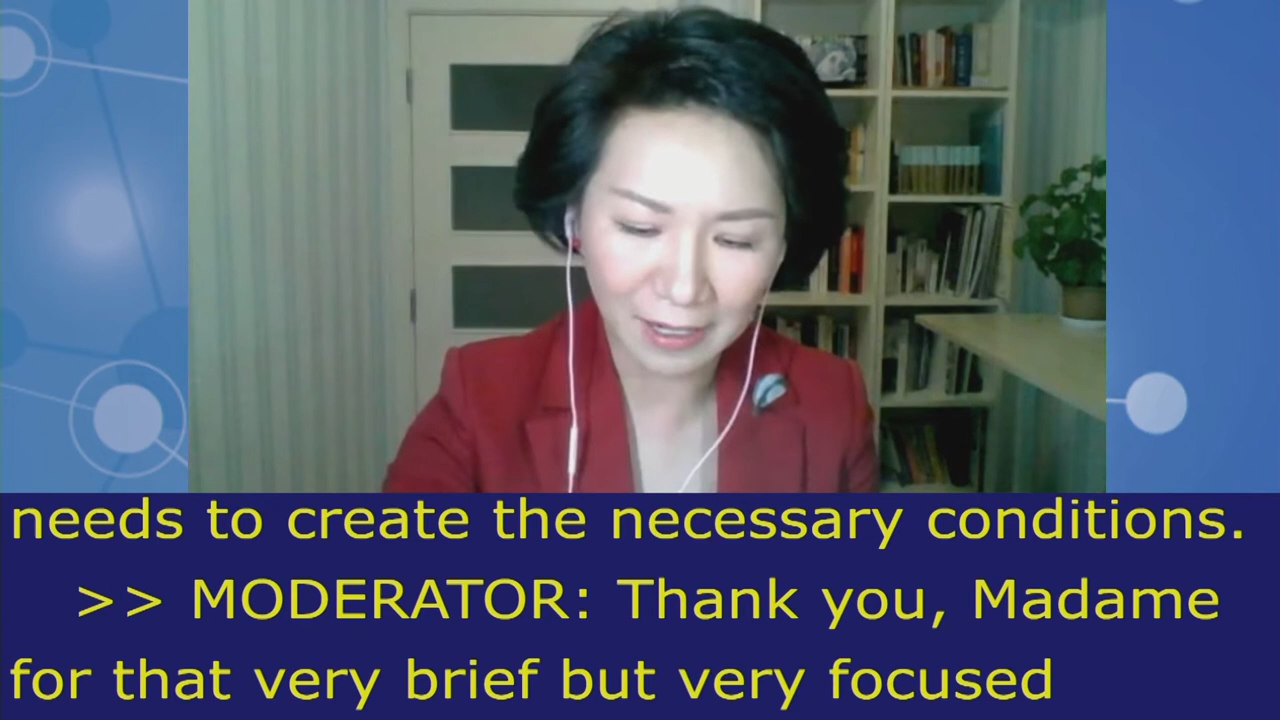 needs to create the necessary conditions.
>> MODERATOR: Thank you, Madame
for that very brief but very focused